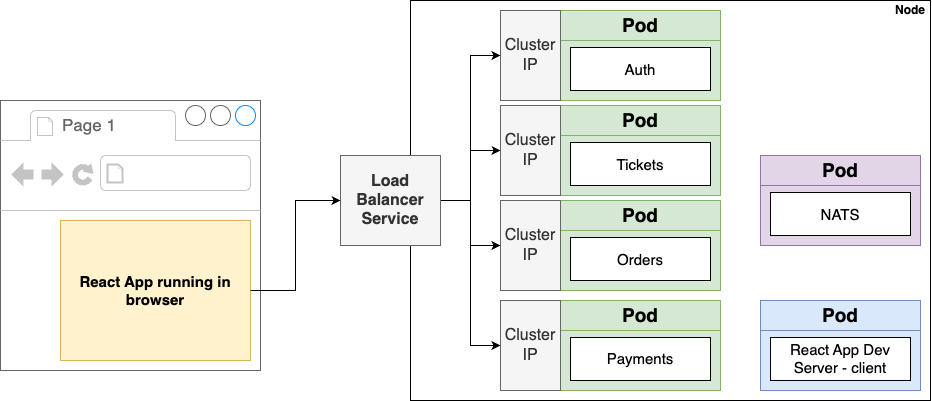 Node
Page 1
React App running in
browser
Load
Balancer
Service
Cluster
IP
Pod
Auth
Cluster
IP
Pod
Tickets
Cluster
IP
Pod
Orders
Cluster
IP
Pod
Payments
Pod
NATS
Pod
React App Dev
Server - client